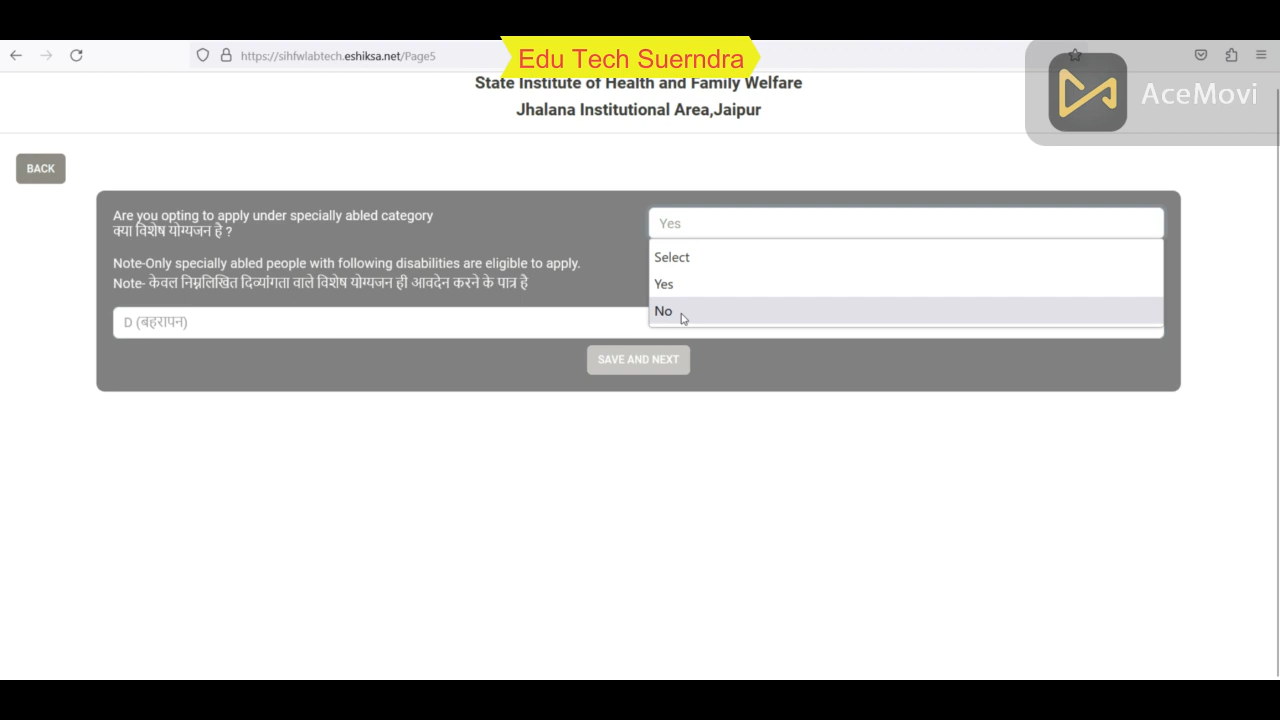 https://sihfwlabtech.eshiksa.net/Page5
Edu Tech Suerndra
AceMovi
State Institute of Health and Family Welfare
Jhalana Institutional Area,Jaipur
BACK
Are you opting to apply under specially abled category
क्या विशेष योग्यजन है ?
Yes
Select
Yes
No
Note-Only specially abled people with following disabilities are eligible to apply.
Note- केवल निम्नलिखित दिव्यांगता वाले विशेष योग्यजन ही आवदेन करने के पात्र है
D (बहरापन)
SAVE AND NEXT